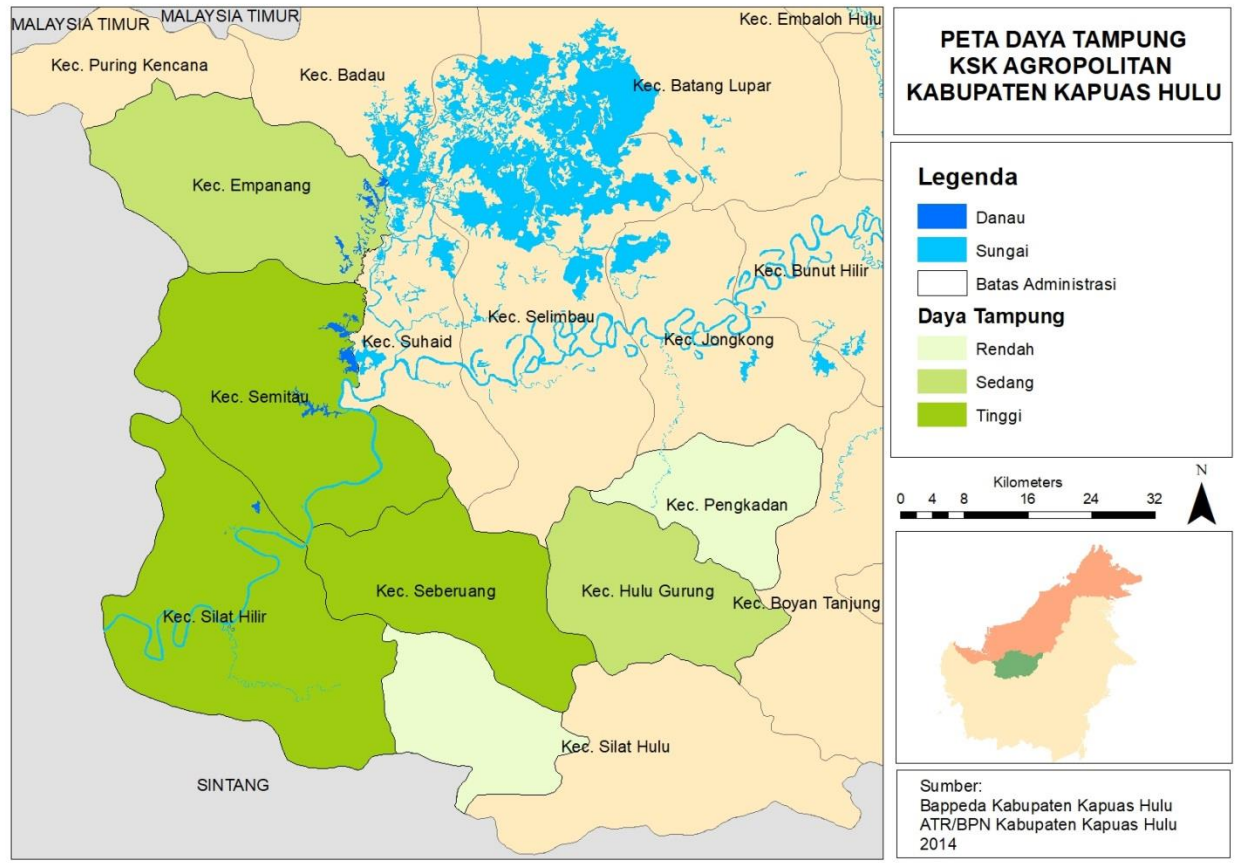 MALAYSIA TIMUR
MALAYSIA TIMUR
Kec. Embaloh Hulu
Kec. Puring Kencana
Kec. Badau
Kec. Batang Lupar
Kec. Empanang
Kec. Bunut Hilir
Kec. Selimbau
Kec. Suhaid
Kec. Jongkong
Kec. Semitau
Kec. Pengkadan
Kec. Seberuang
Kec. Hulu Gurung
Kec. Boyan Tanjung
Kec. Silat Hilir
Kec. Silat Hulu
SINTANG
PETA DAYA TAMPUNG
KSK AGROPOLITAN
KABUPATEN KAPUAS HULU
Legenda
Danau
Sungai
Batas Administrasi
Daya Tampung
Rendah
Sedang
Tinggi
N
Kilometers
0 4 8 16 24 32
Sumber:
Bappeda Kabupaten Kapuas Hulu
ATR/BPN Kabupaten Kapuas Hulu
2014